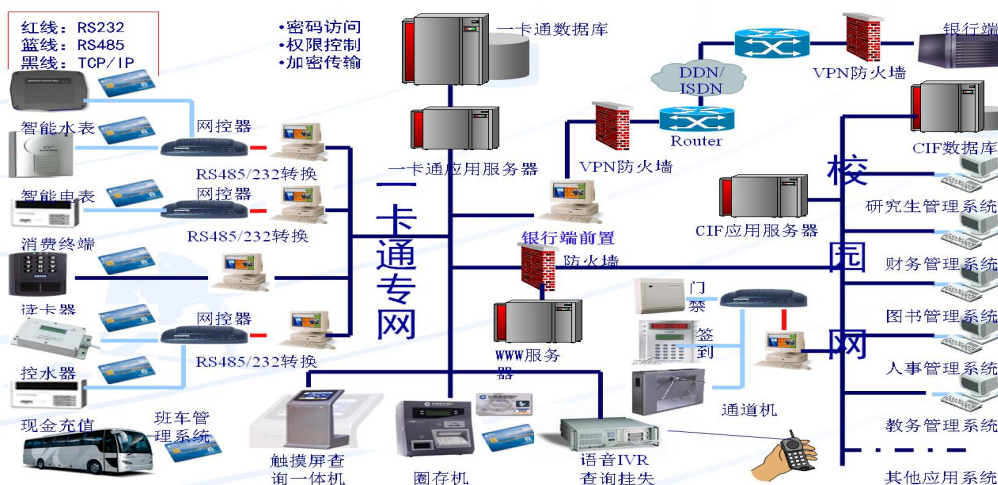 红线：RS232
篮线：RS485
黑线：TCP/IP
•密码访问
•权限控制
•加密传输
一卡通数据库
银行端
VPN防火墙
DDN/
ISDN
智能水表
网控器
RS485/232转换
一卡通应用服务器
VPN防火墙
Router
CIF数据库
智能电表
网控器
RS485/232转换
CIF应用服务器
研究生管理系统
消费终端
银行端前置
防火墙
财务管理系统
一卡通专网
校园网
读卡器
网控器
RS485/232转换
门
禁
图书管理系统
签
到
WWW服务
器
控水器
人事管理系统
现金充值
班车管
理系统
通道机
教务管理系统
触摸屏查
询一体机
圈存机
语音IVR
查询挂失
其他应用系统